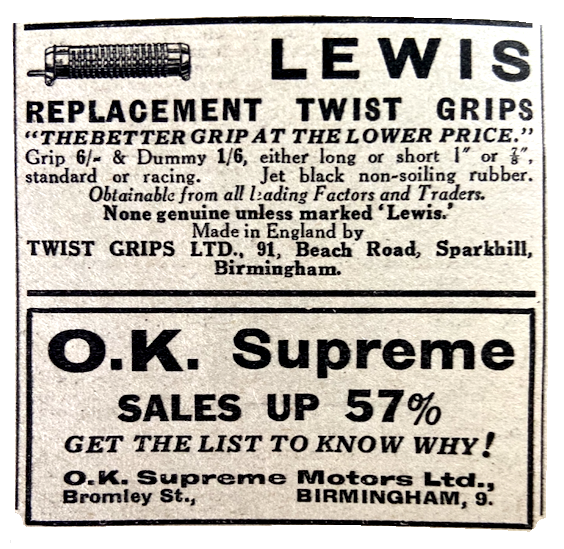 LEWIS
REPLACEMENT TWIST GRIPS
"THE BETTER GRIP AT THE LOWER PRICE."
Grip 6/- & Dummy 1/6, either long or short 1" or ⅞",
standard or racing. Jet black non-soiling rubber.
Obtainable from all leading Factors and Traders.
None genuine unless marked 'Lewis.'
Made in England by
TWIST GRIPS LTD., 91, Beach Road, Sparkhill,
Birmingham.
O.K. Supreme
SALES UP 57%
GET THE LIST TO KNOW WHY!
O.K. Supreme Motors Ltd.,
Bromley St., BIRMINGHAM, 9.